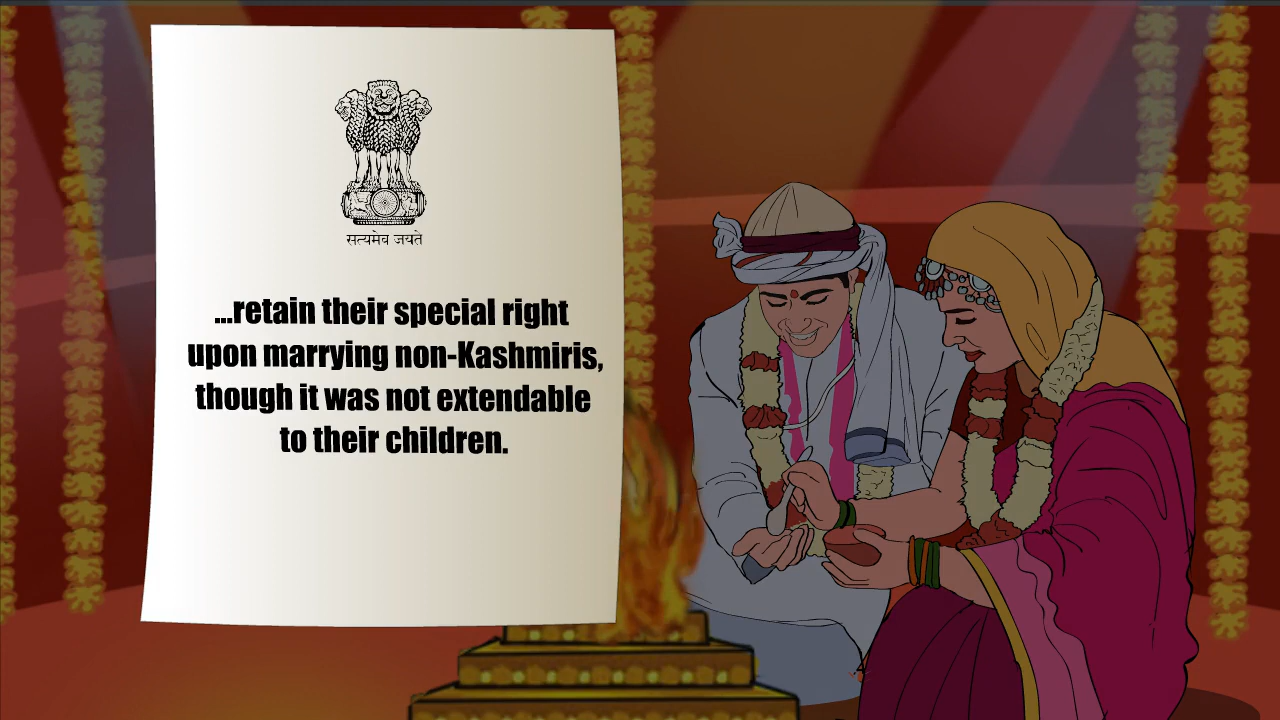 सत्यमेव जयते
...retain their special right
upon marrying non-Kashmiris,
though it was not extendable
to their children.